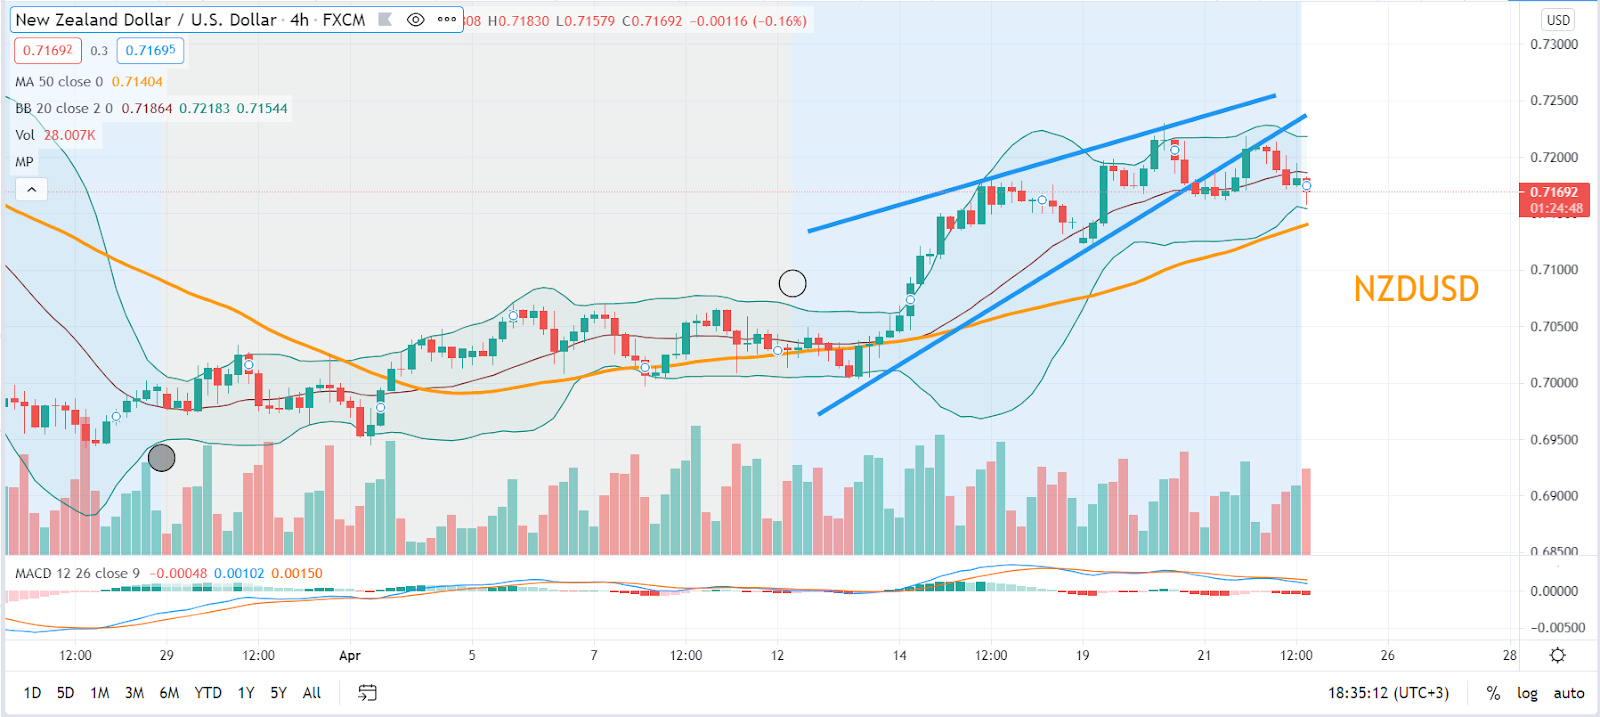 New Zealand Dollar / U.S. Dollar · 4h · FXCM 808 H0.71830 L0.71579 C0.71692 −0.00116 (−0.16%)
0.71692 0.3 0.71695
MA 50 close 0 0.71404
BB 20 close 2 0 0.71864 0.72183 0.71544
Vol 28.007K
MP
USD
0.73000
0.72500
0.72000
0.71692
01:24:48
0.71000
NZDUSD
0.70500
0.70000
0.69500
0.69000
0.68500
MACD 12 26 close 9 −0.00048 0.00102 0.00150
0.00000
−0.00500
12:00 29 12:00 Apr 5 7 12:00 12 14 12:00 19 21 12:00 26 28
1D 5D 1M 3M 6M YTD 1Y 5Y All 18:35:12 (UTC+3) % log auto